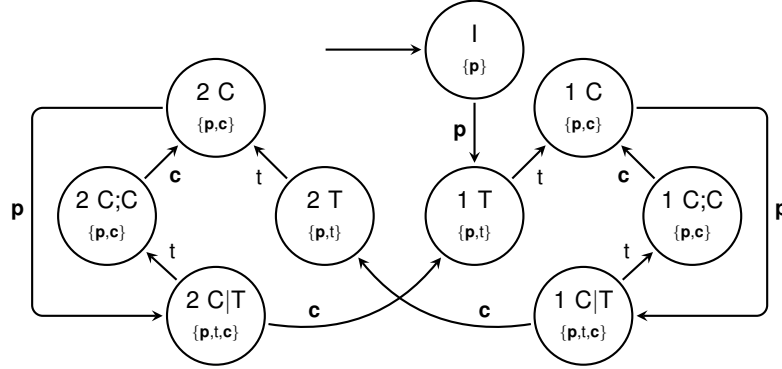 I
{p}
2 C
{p,c}
1 C
{p,c}
p
c
t
t
c
2 C;C
{p,c}
2 T
{p,t}
1 T
{p,t}
1 C;C
{p,c}
p
p
t
t
2 C|T
{p,t,c}
c
c
1 C|T
{p,t,c}